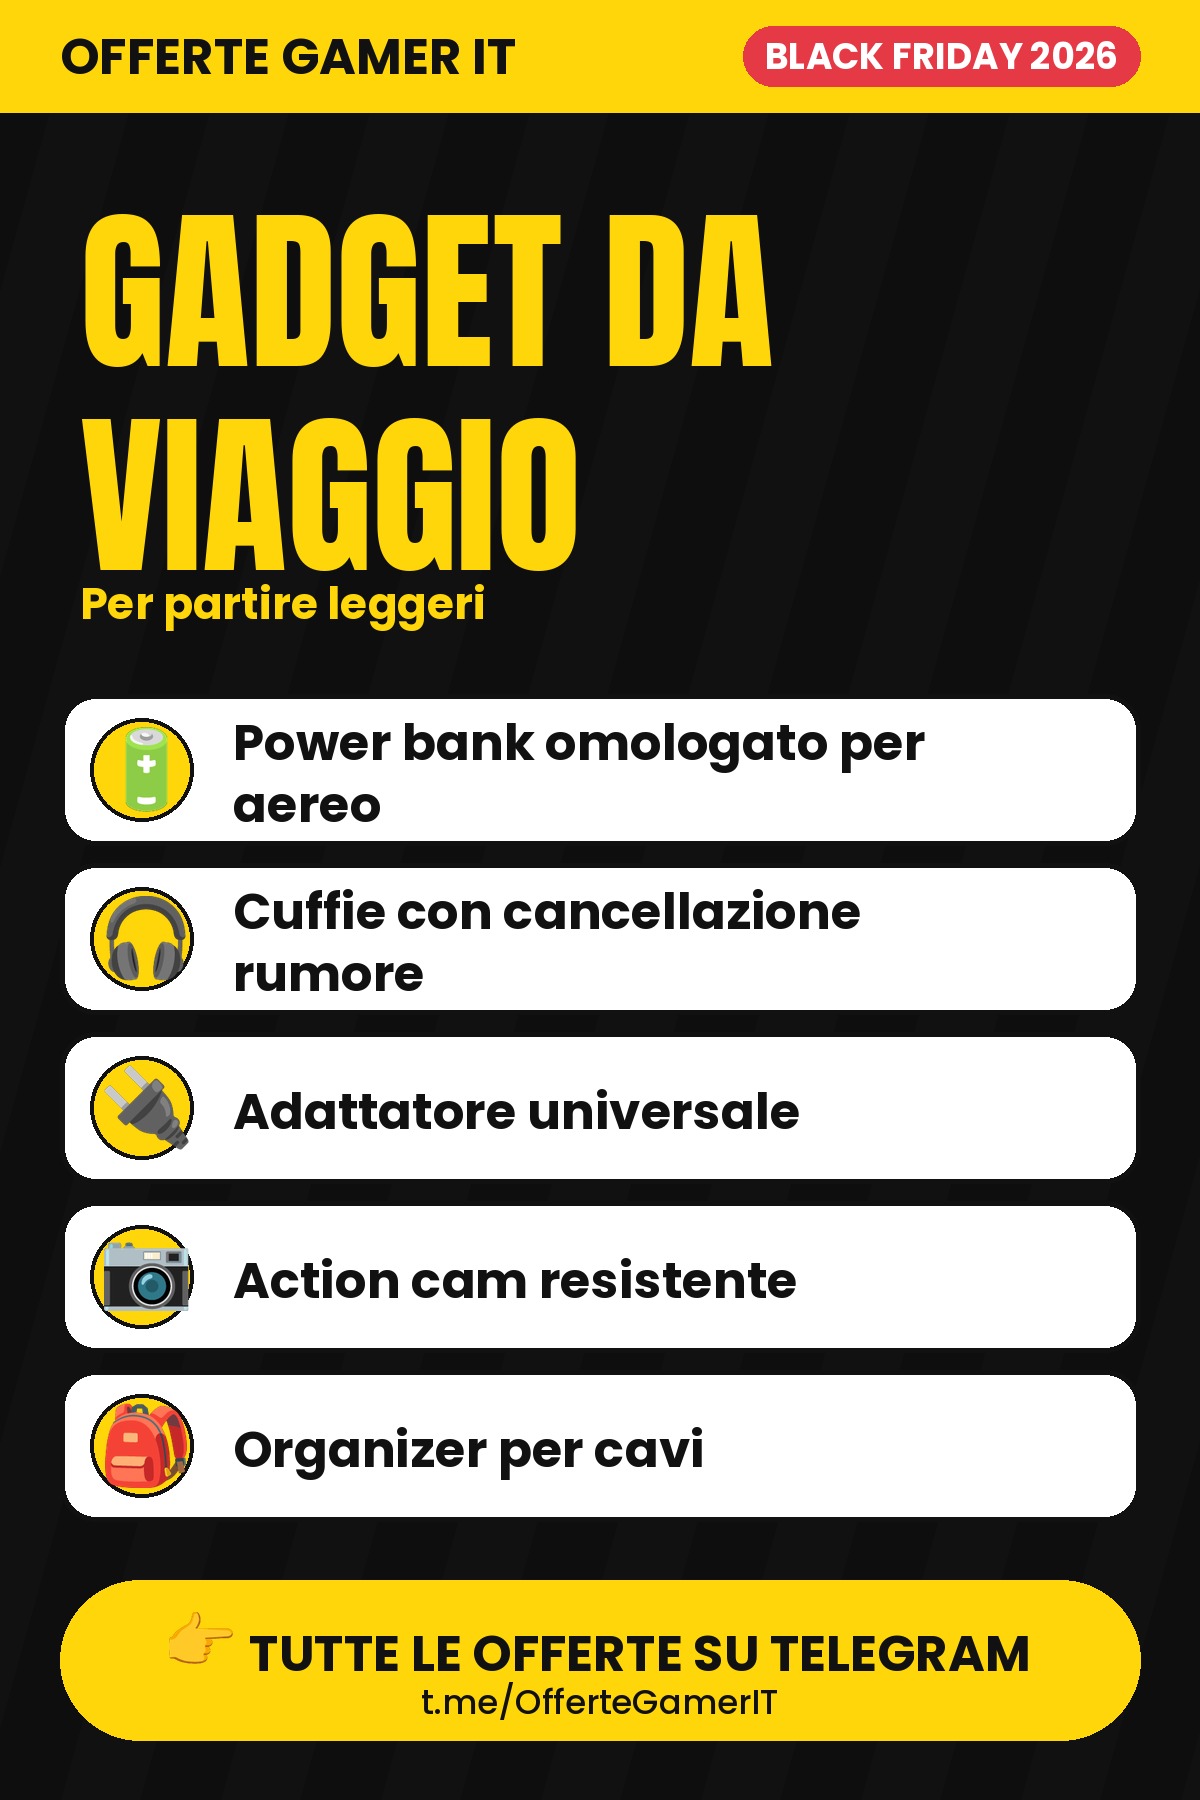 OFFERTE GAMER IT
BLACK FRIDAY 2026
GADGET DA
VIAGGIO
Per partire leggeri
Power bank omologato per
aereo
Cuffie con cancellazione
rumore
Adattatore universale
Action cam resistente
Organizer per cavi
👉 TUTTE LE OFFERTE SU TELEGRAM
t.me/OfferteGamerIT